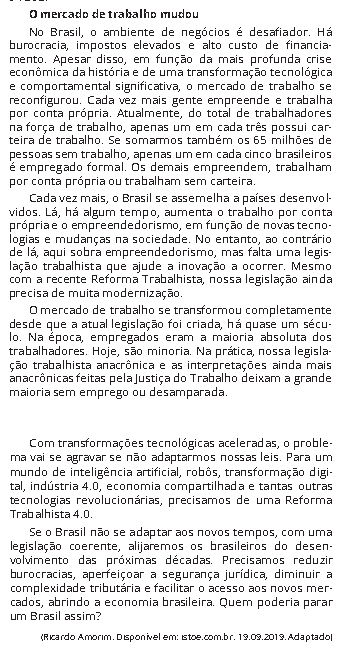 O mercado de trabalho mudou
No Brasil, o ambiente de negócios é desafiador. Há
burocracia, impostos elevados e alto custo de financia-
mento. Apesar disso, em função da mais profunda crise
econômica da história e de uma transformação tecnológica
e comportamental significativa, o mercado de trabalho se
reconfigurou. Cada vez mais gente empreende e trabalha
por conta própria. Atualmente, do total de trabalhadores
na força de trabalho, apenas um em cada três possui car-
teira de trabalho. Se somarmos também os 65 milhões de
pessoas sem trabalho, apenas um em cada cinco brasileiros
é empregado formal. Os demais empreendem, trabalham
por conta própria ou trabalham sem carteira.
Cada vez mais, o Brasil se assemelha a países desenvol-
vidos. Lá, há algum tempo, aumenta o trabalho por conta
própria e o empreendedorismo, em função de novas tecno-
logias e mudanças na sociedade. No entanto, ao contrário
de lá, aqui sobra empreendedorismo, mas falta uma legis-
lação trabalhista que ajude a inovação a ocorrer. Mesmo
com a recente Reforma Trabalhista, nossa legislação ainda
precisa de muita modernização.
O mercado de trabalho se transformou completamente
desde que a atual legislação foi criada, há quase um sécu-
lo. Na época, empregados eram a maioria absoluta dos
trabalhadores. Hoje, são minoria. Na prática, nossa legisla-
ção trabalhista anacrônica e as interpretações ainda mais
anacrônicas feitas pela Justiça do Trabalho deixam a grande
maioria sem emprego ou desamparada.
Com transformações tecnológicas aceleradas, o proble-
ma vai se agravar se não adaptarmos nossas leis. Para um
mundo de inteligência artificial, robôs, transformação digi-
tal, indústria 4.0, economia compartilhada e tantas outras
tecnologias revolucionárias, precisamos de uma Reforma
Trabalhista 4.0.
Se o Brasil não se adaptar aos novos tempos, com uma
legislação coerente, alijaremos os brasileiros do desen-
volvimento das próximas décadas. Precisamos reduzir
burocracias, aperfeiçoar a segurança jurídica, diminuir a
complexidade tributária e facilitar o acesso aos novos mer-
cados, abrindo a economia brasileira. Quem poderia parar
um Brasil assim?
(Ricardo Amorim. Disponível em: istoe.com.br. 19.09.2019. Adaptado)